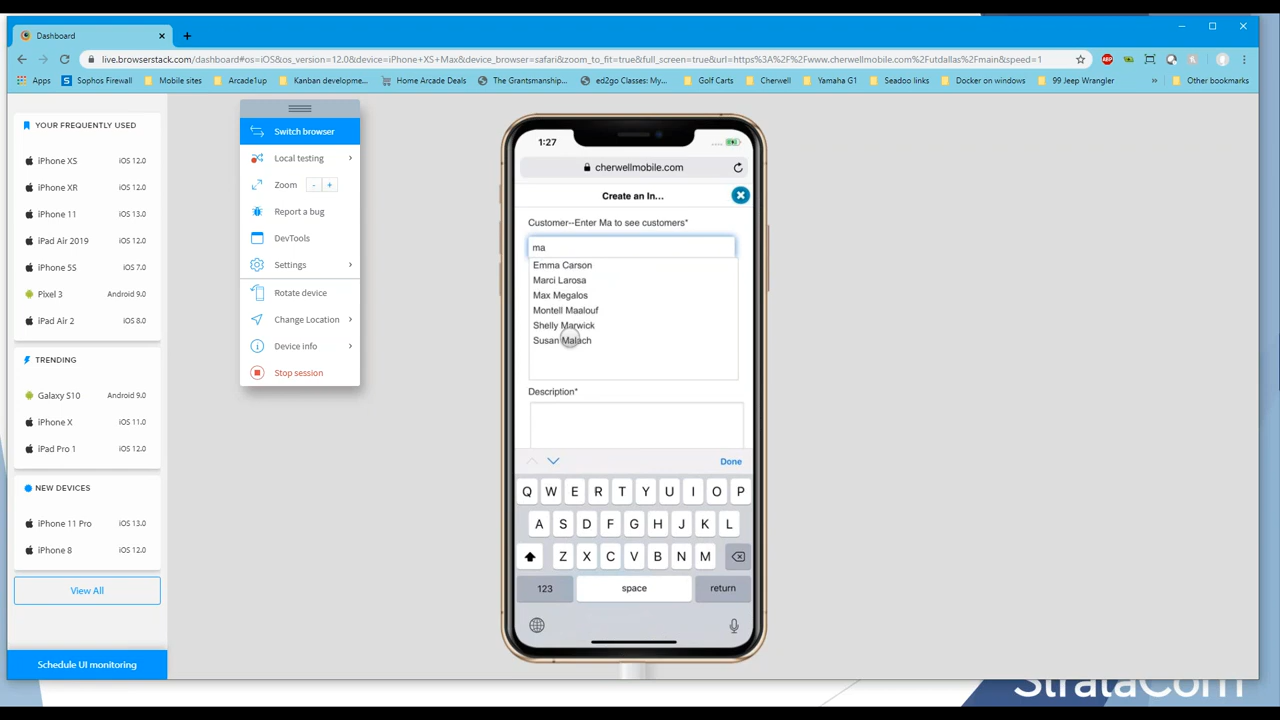 Dashboard
live.browserstack.com/dashboard#os=iOS&os_version=12.0&device=iPhone+XS+Max&device_browser=safari&zoom_to_fit=true&full_screen=true&url=https%3A%2F%2Fwww.cherwellmobile.com%2Futdallas%2Fmain&speed=1
Apps
Sophos Firewall
Mobile sites
Arcade1up
Kanban developme...
Home Arcade Deals
The Grantsmanship...
ed2go Classes: My...
Golf Carts
Cherwell
Yamaha G1
Seadoo links
Docker on windows
99 Jeep Wrangler
»
Other bookmarks
YOUR FREQUENTLY USED
iPhone XS iOS 12.0
iPhone XR iOS 12.0
iPhone 11 iOS 13.0
iPad Air 2019 iOS 12.0
iPhone 5S iOS 7.0
Pixel 3 Android 9.0
iPad Air 2 iOS 8.0
TRENDING
Galaxy S10 Android 9.0
iPhone X iOS 11.0
iPad Pro 1 iOS 12.0
NEW DEVICES
iPhone 11 Pro iOS 13.0
iPhone 8 iOS 12.0
View All
Schedule UI monitoring
Switch browser
Local testing
Zoom - +
Report a bug
DevTools
Settings
Rotate device
Change Location
Device info
Stop session
1:27
cherwellmobile.com
Create an In...
Customer--Enter Ma to see customers*
ma
Emma Carson
Marci Larosa
Max Megalos
Montell Maalouf
Shelly Marwick
Susan Malach
Description*
Done
Q W E R T Y U I O P
A S D F G H J K L
Z X C V B N M
123 space return
StrataCom